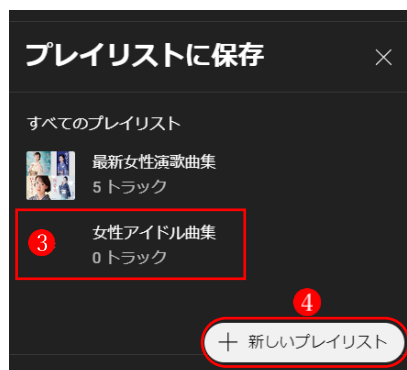 プレイリストに保存
すべてのプレイリスト
最新女性演歌曲集
5 トラック
3
女性アイドル曲集
0 トラック
4
新しいプレイリスト